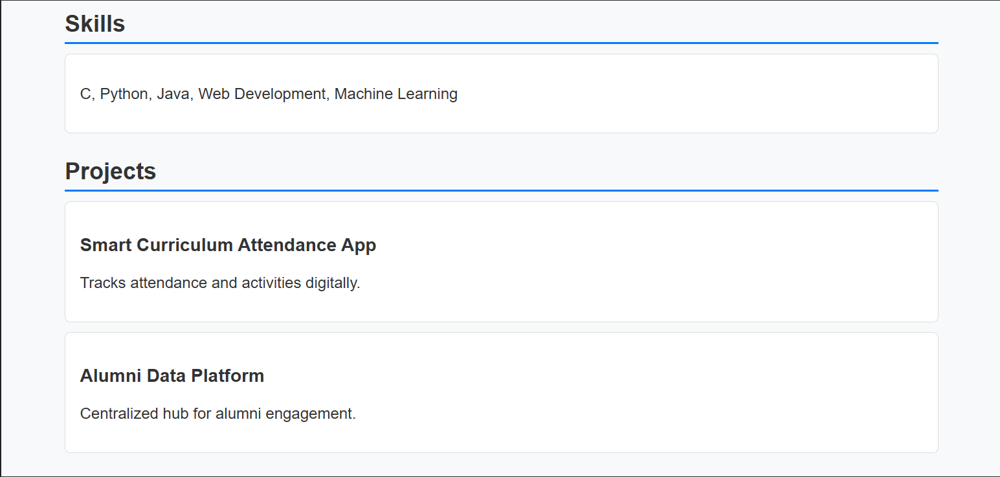 Skills
C, Python, Java, Web Development, Machine Learning
Projects
Smart Curriculum Attendance App
Tracks attendance and activities digitally.
Alumni Data Platform
Centralized hub for alumni engagement.